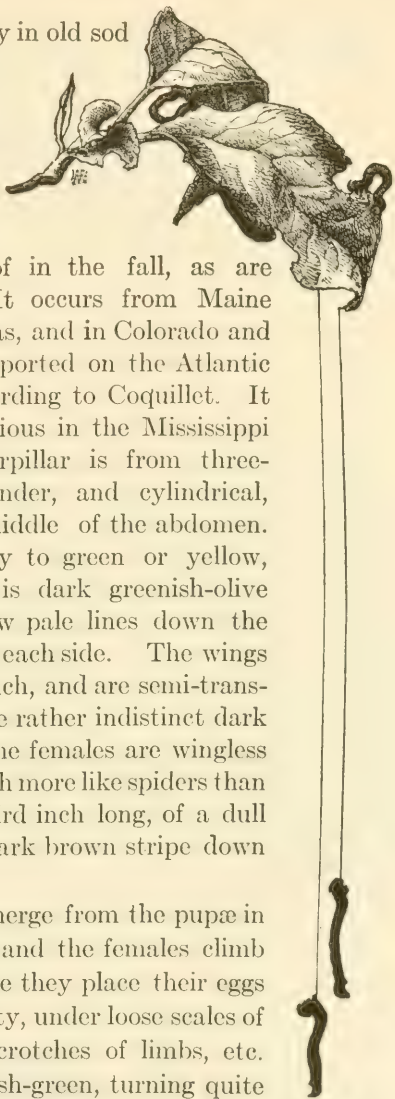 y in old sod
f in the fall, as are
It occurs from Maine
as, and in Colorado and
ported on the Atlantic
rding to Coquillet. It
ious in the Mississippi
rpillar is from three-
nder, and cylindrical,
iddle of the abdomen.
y to green or yellow,
is dark greenish-olive
w pale lines down the
each side. The wings
ch, and are semi-trans-
e rather indistinct dark
he females are wingless
h more like spiders than
ird inch long, of a dull
ark brown stripe down
merge from the pupæ in
and the females climb
e they place their eggs
ty, under loose scales of
crotches of limbs, etc.
sh-green, turning quite